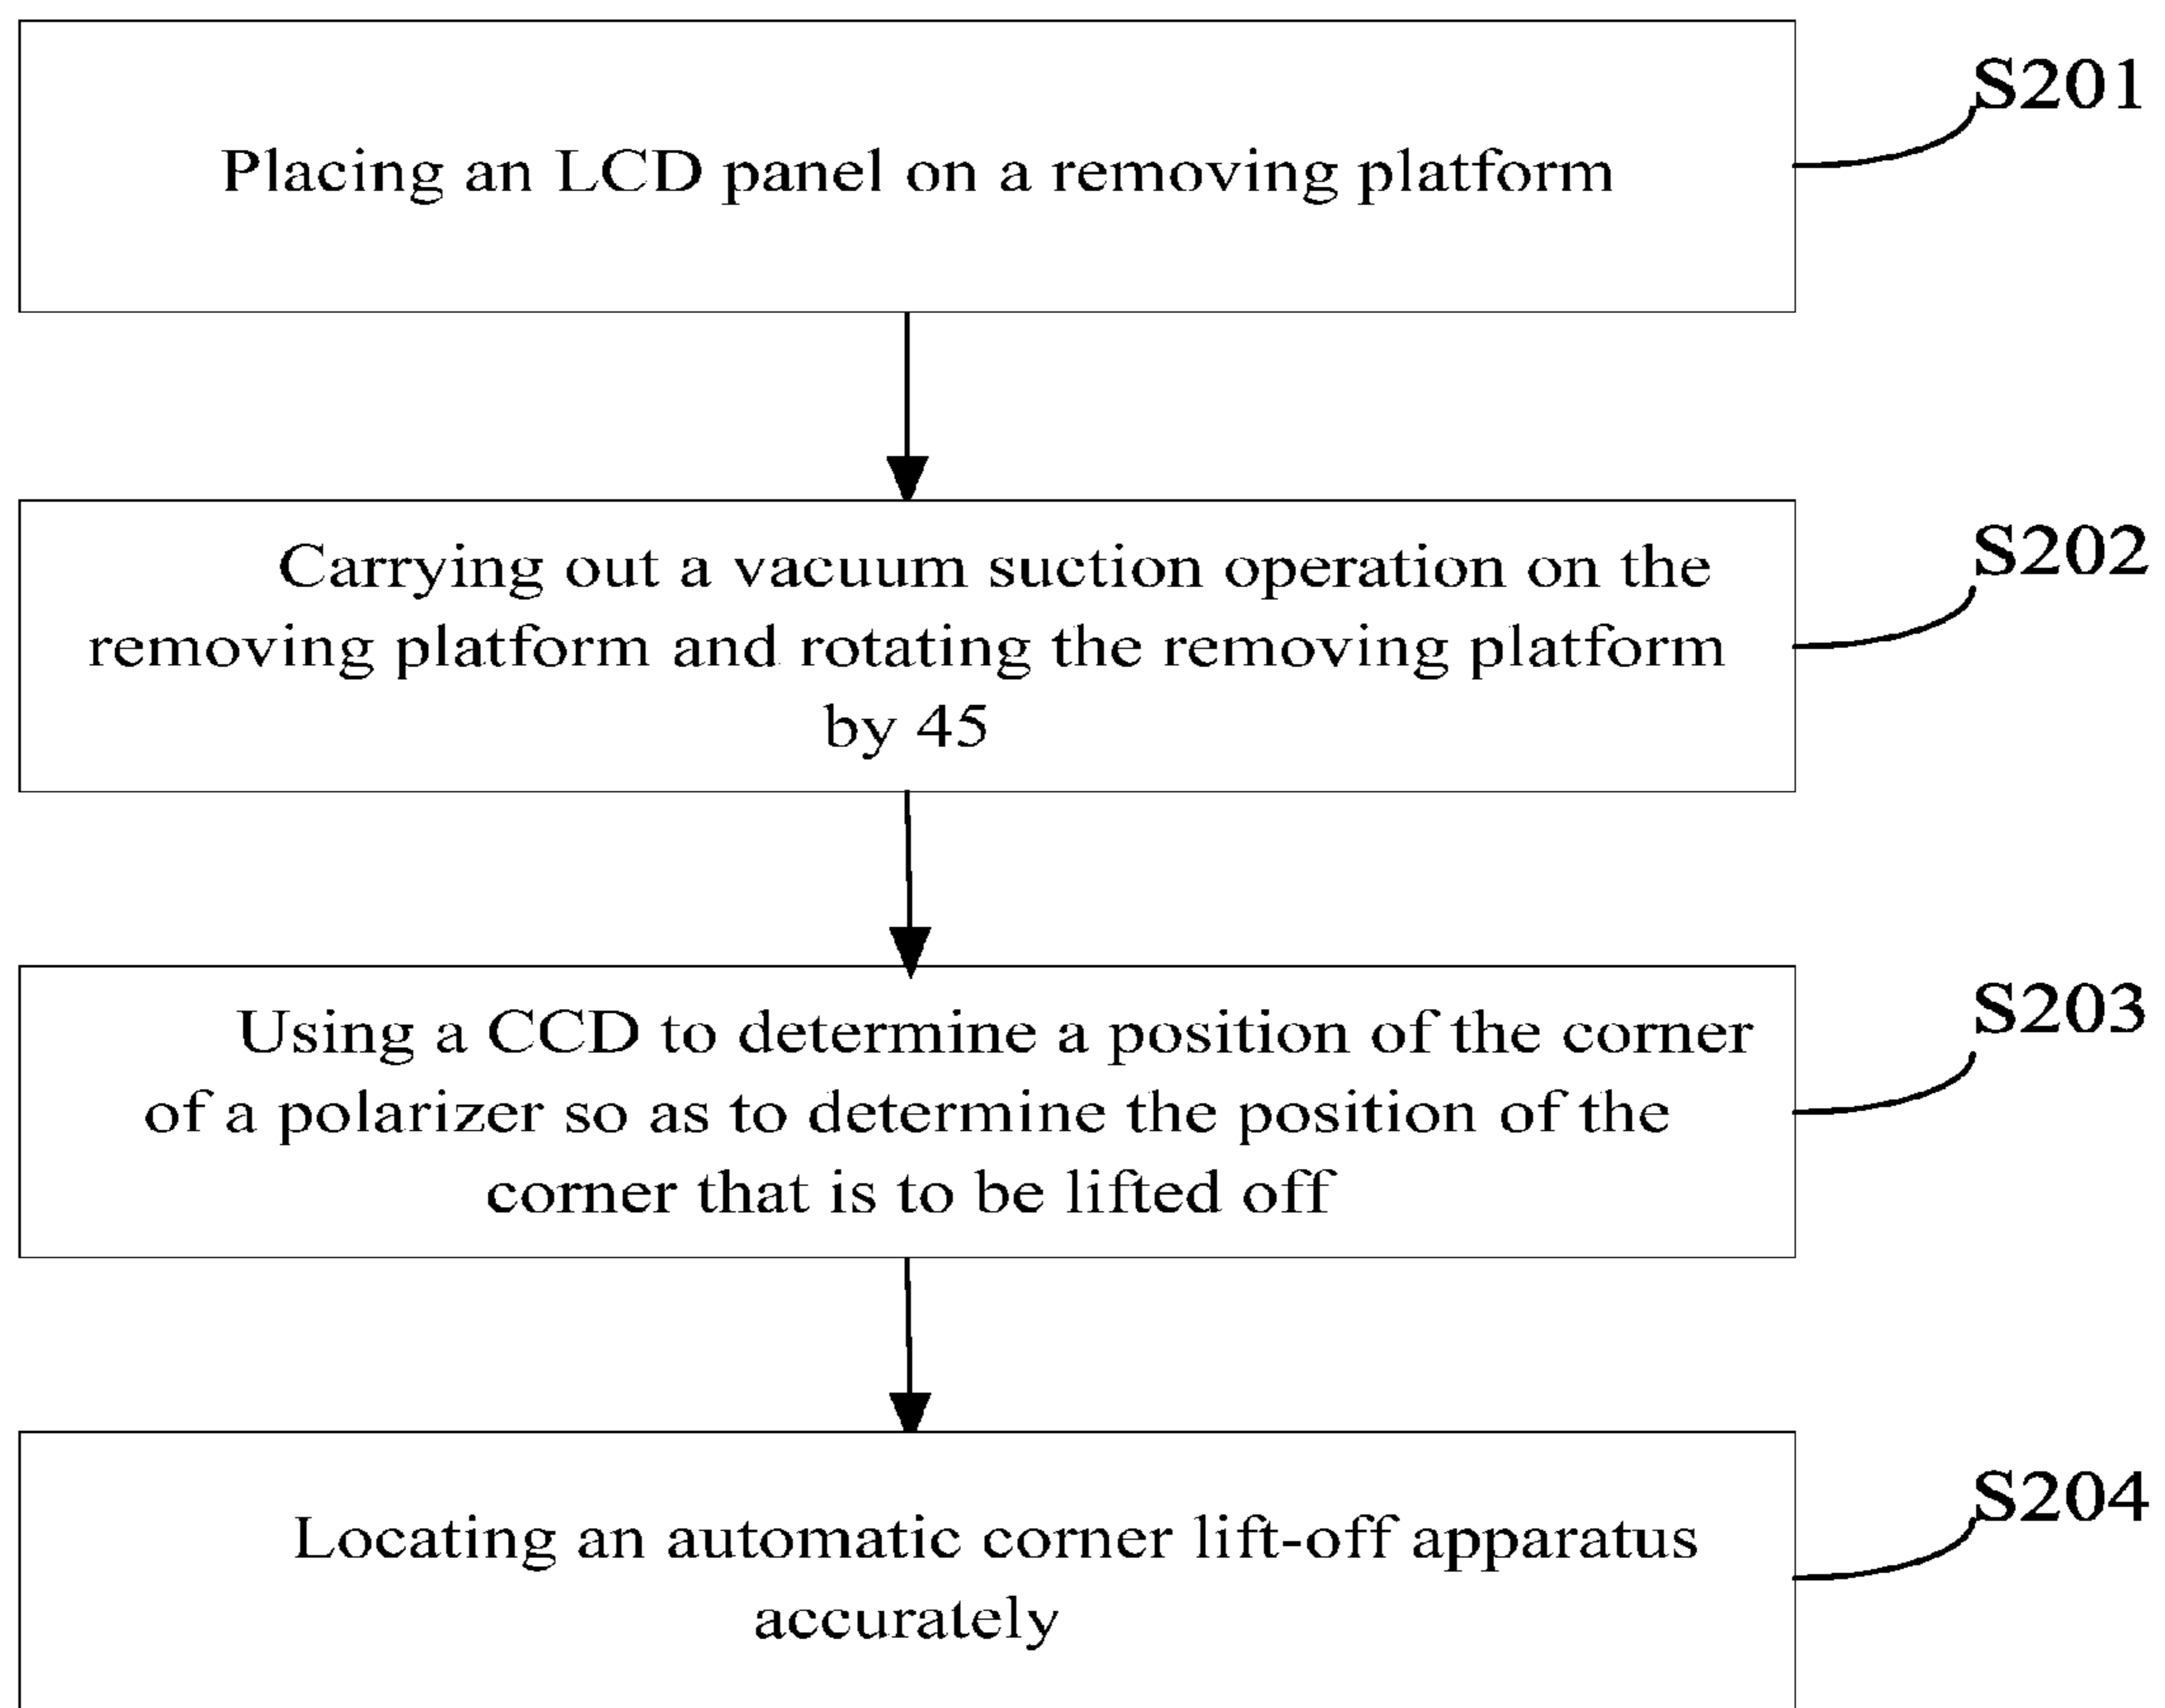 S201
Placing an LCD panel on a removing platform
S202
Carrying out a vacuum suction operation on the
removing platform and rotating the removing platform
by 45
S203
Using a CCD to determine a position of the corner
of a polarizer so as to determine the position of the
corner that is to be lifted off
S204
Locating an automatic corner lift-off apparatus
accurately